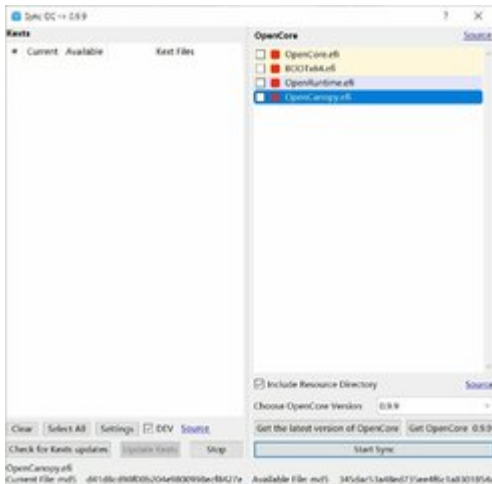 Sync OC -> 0.9.9
Kexts
# Current Available Kext Files
OpenCore
Source
OpenCore.efi
BOOTx64.efi
OpenRuntime.efi
OpenCanopy.efi
Include Resource Directory
Source
Choose OpenCore Version 0.9.9
Clear Select All Settings DEV Source
Get the latest version of OpenCore Get OpenCore 0.9.9
Check for Kexts updates Update Kexts Stop
Start Sync
OpenCanopy.efi
Current File: md5
Available File: md5